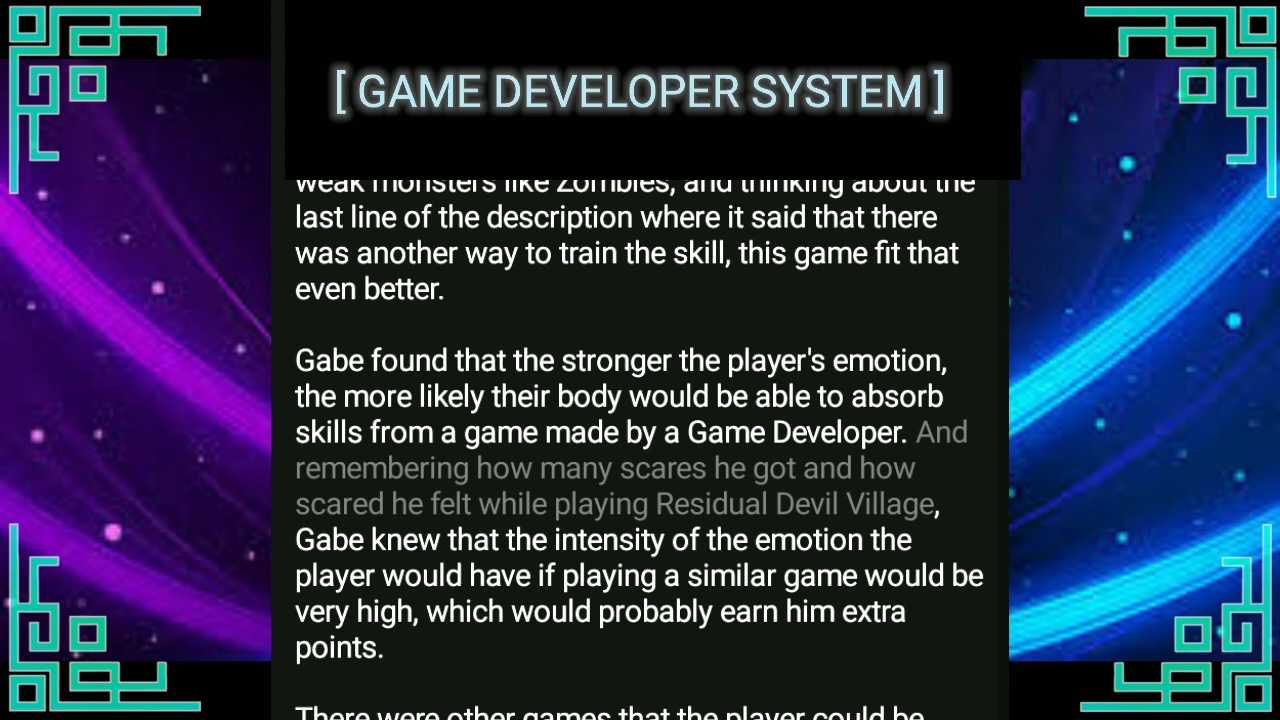 [ GAME DEVELOPER SYSTEM ]
weak monsters like Zombies, and thinking about the
last line of the description where it said that there
was another way to train the skill, this game fit that
even better.
Gabe found that the stronger the player's emotion,
the more likely their body would be able to absorb
skills from a game made by a Game Developer. And
remembering how many scares he got and how
scared he felt while playing Residual Devil Village,
Gabe knew that the intensity of the emotion the
player would have if playing a similar game would be
very high, which would probably earn him extra
points.
There were other games that the player could be